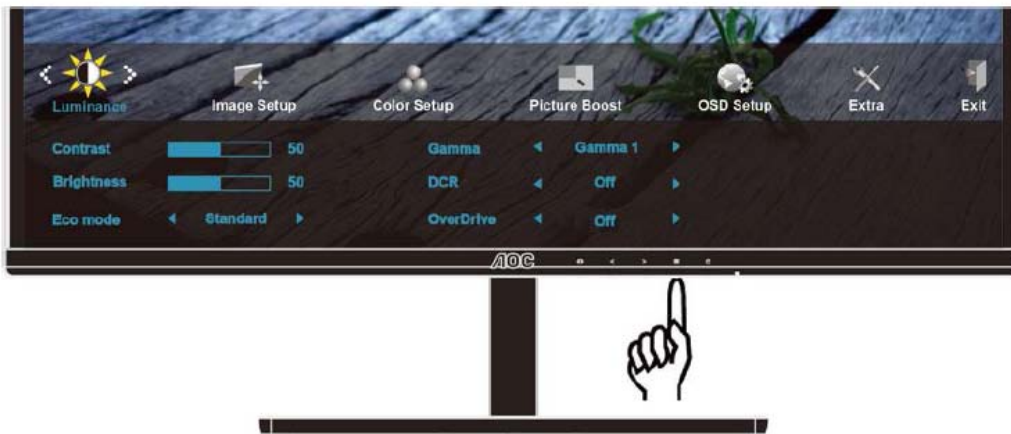 Luminance Image Setup Color Setup Picture Boost OSD Setup Extra Exit
Contrast 50 Gamma Gamma 1
Brightness 50 DCR Off
Eco mode Standard OverDrive Off
AOC